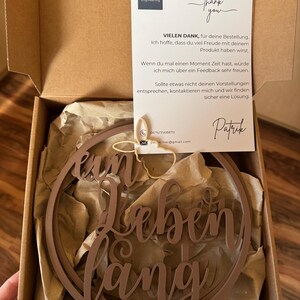 thank
you
VIELEN DANK, für deine Bestellung.
Ich hoffe, dass du viel Freude mit deinem
Produkt haben wirst.
Wenn du mal einen Moment Zeit hast, würde
ich mich über ein Feedback sehr freuen.
Sollte etwas nicht deinen Vorstellungen
entsprechen, kontaktiere mich und wir finden
sicher eine Lösung.
Patrik
ein
Leben
lang